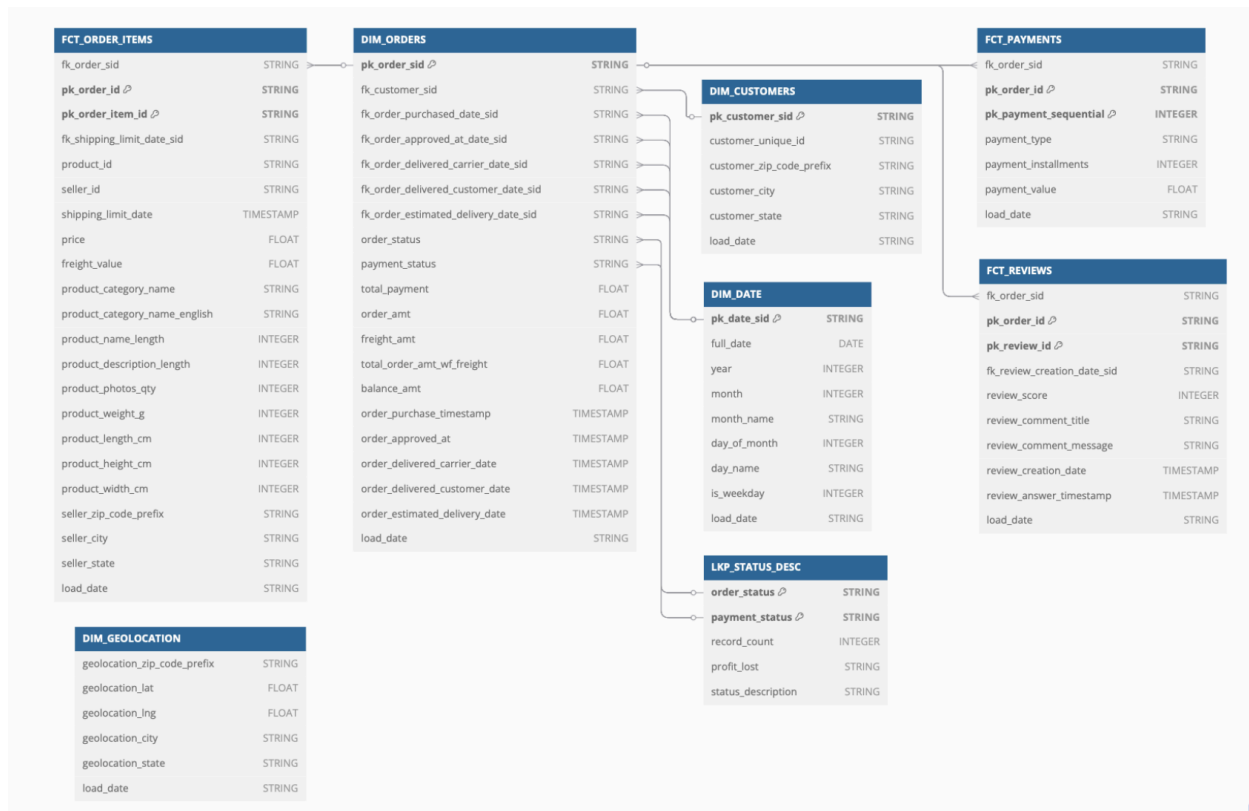 FCT_ORDER_ITEMS
fk_order_sid STRING
pk_order_id STRING
pk_order_item_id STRING
fk_shipping_limit_date_sid STRING
product_id STRING
seller_id STRING
shipping_limit_date TIMESTAMP
price FLOAT
freight_value FLOAT
product_category_name STRING
product_category_name_english STRING
product_name_length INTEGER
product_description_length INTEGER
product_photos_qty INTEGER
product_weight_g INTEGER
product_length_cm INTEGER
product_height_cm INTEGER
product_width_cm INTEGER
seller_zip_code_prefix STRING
seller_city STRING
seller_state STRING
load_date STRING
DIM_GEOLOCATION
geolocation_zip_code_prefix STRING
geolocation_lat FLOAT
geolocation_lng FLOAT
geolocation_city STRING
geolocation_state STRING
load_date STRING
DIM_ORDERS
pk_order_sid STRING
fk_customer_sid STRING
fk_order_purchased_date_sid STRING
fk_order_approved_at_date_sid STRING
fk_order_delivered_carrier_date_sid STRING
fk_order_delivered_customer_date_sid STRING
fk_order_estimated_delivery_date_sid STRING
order_status STRING
payment_status STRING
total_payment FLOAT
order_amt FLOAT
freight_amt FLOAT
total_order_amt_wf_freight FLOAT
balance_amt FLOAT
order_purchase_timestamp TIMESTAMP
order_approved_at TIMESTAMP
order_delivered_carrier_date TIMESTAMP
order_delivered_customer_date TIMESTAMP
order_estimated_delivery_date TIMESTAMP
load_date STRING
DIM_CUSTOMERS
pk_customer_sid STRING
customer_unique_id STRING
customer_zip_code_prefix STRING
customer_city STRING
customer_state STRING
load_date STRING
DIM_DATE
pk_date_sid STRING
full_date DATE
year INTEGER
month INTEGER
month_name STRING
day_of_month INTEGER
day_name STRING
is_weekday INTEGER
load_date STRING
LKP_STATUS_DESC
order_status STRING
payment_status STRING
record_count INTEGER
profit_lost STRING
status_description STRING
FCT_PAYMENTS
fk_order_sid STRING
pk_order_id STRING
pk_payment_sequential INTEGER
payment_type STRING
payment_installments INTEGER
payment_value FLOAT
load_date STRING
FCT_REVIEWS
fk_order_sid STRING
pk_order_id STRING
pk_review_id STRING
fk_review_creation_date_sid STRING
review_score INTEGER
review_comment_title STRING
review_comment_message STRING
review_creation_date TIMESTAMP
review_answer_timestamp TIMESTAMP
load_date STRING